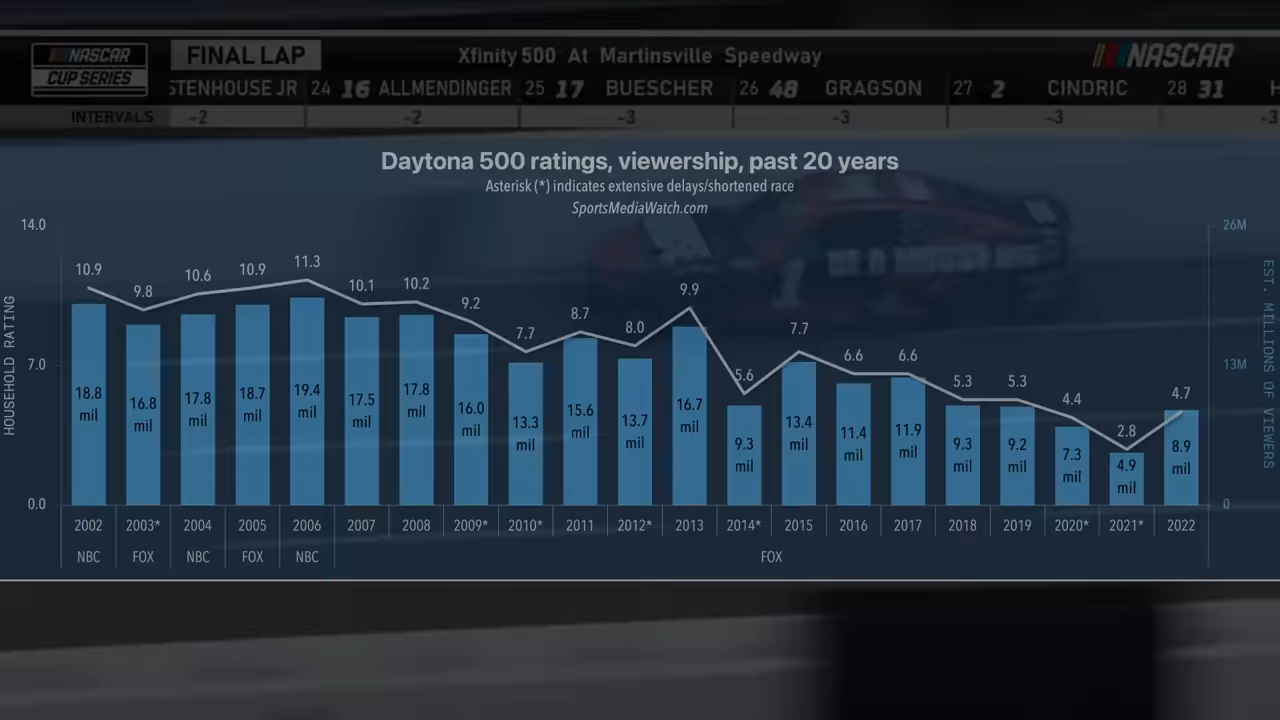 NASCAR
CUP SERIES
FINAL LAP
Xfinity 500 At Martinsville Speedway
NASCAR
STENHOUSE JR 24 16 ALLMENDINGER 25 17 BUESCHER 26 48 GRAGSON 27 2 CINDRIC 28 31 H
INTERVALS -2 -2 -3 -3 -3 -3
Daytona 500 ratings, viewership, past 20 years
Asterisk (*) indicates extensive delays/shortened race
SportsMediaWatch.com
14.0
7.0
0.0
HOUSEHOLD RATING
26M
13M
0
EST. MILLIONS OF VIEWERS
10.9 9.8 10.6 10.9 11.3 10.1 10.2 9.2 7.7 8.7 8.0 9.9 5.6 7.7 6.6 6.6 5.3 5.3 4.4 2.8 4.7
18.8 mil 16.8 mil 17.8 mil 18.7 mil 19.4 mil 17.5 mil 17.8 mil 16.0 mil 13.3 mil 15.6 mil 13.7 mil 16.7 mil 9.3 mil 13.4 mil 11.4 mil 11.9 mil 9.3 mil 9.2 mil 7.3 mil 4.9 mil 8.9 mil
2002 2003* 2004 2005 2006 2007 2008 2009* 2010* 2011 2012* 2013 2014* 2015 2016 2017 2018 2019 2020* 2021* 2022
NBC FOX NBC FOX NBC FOX
1